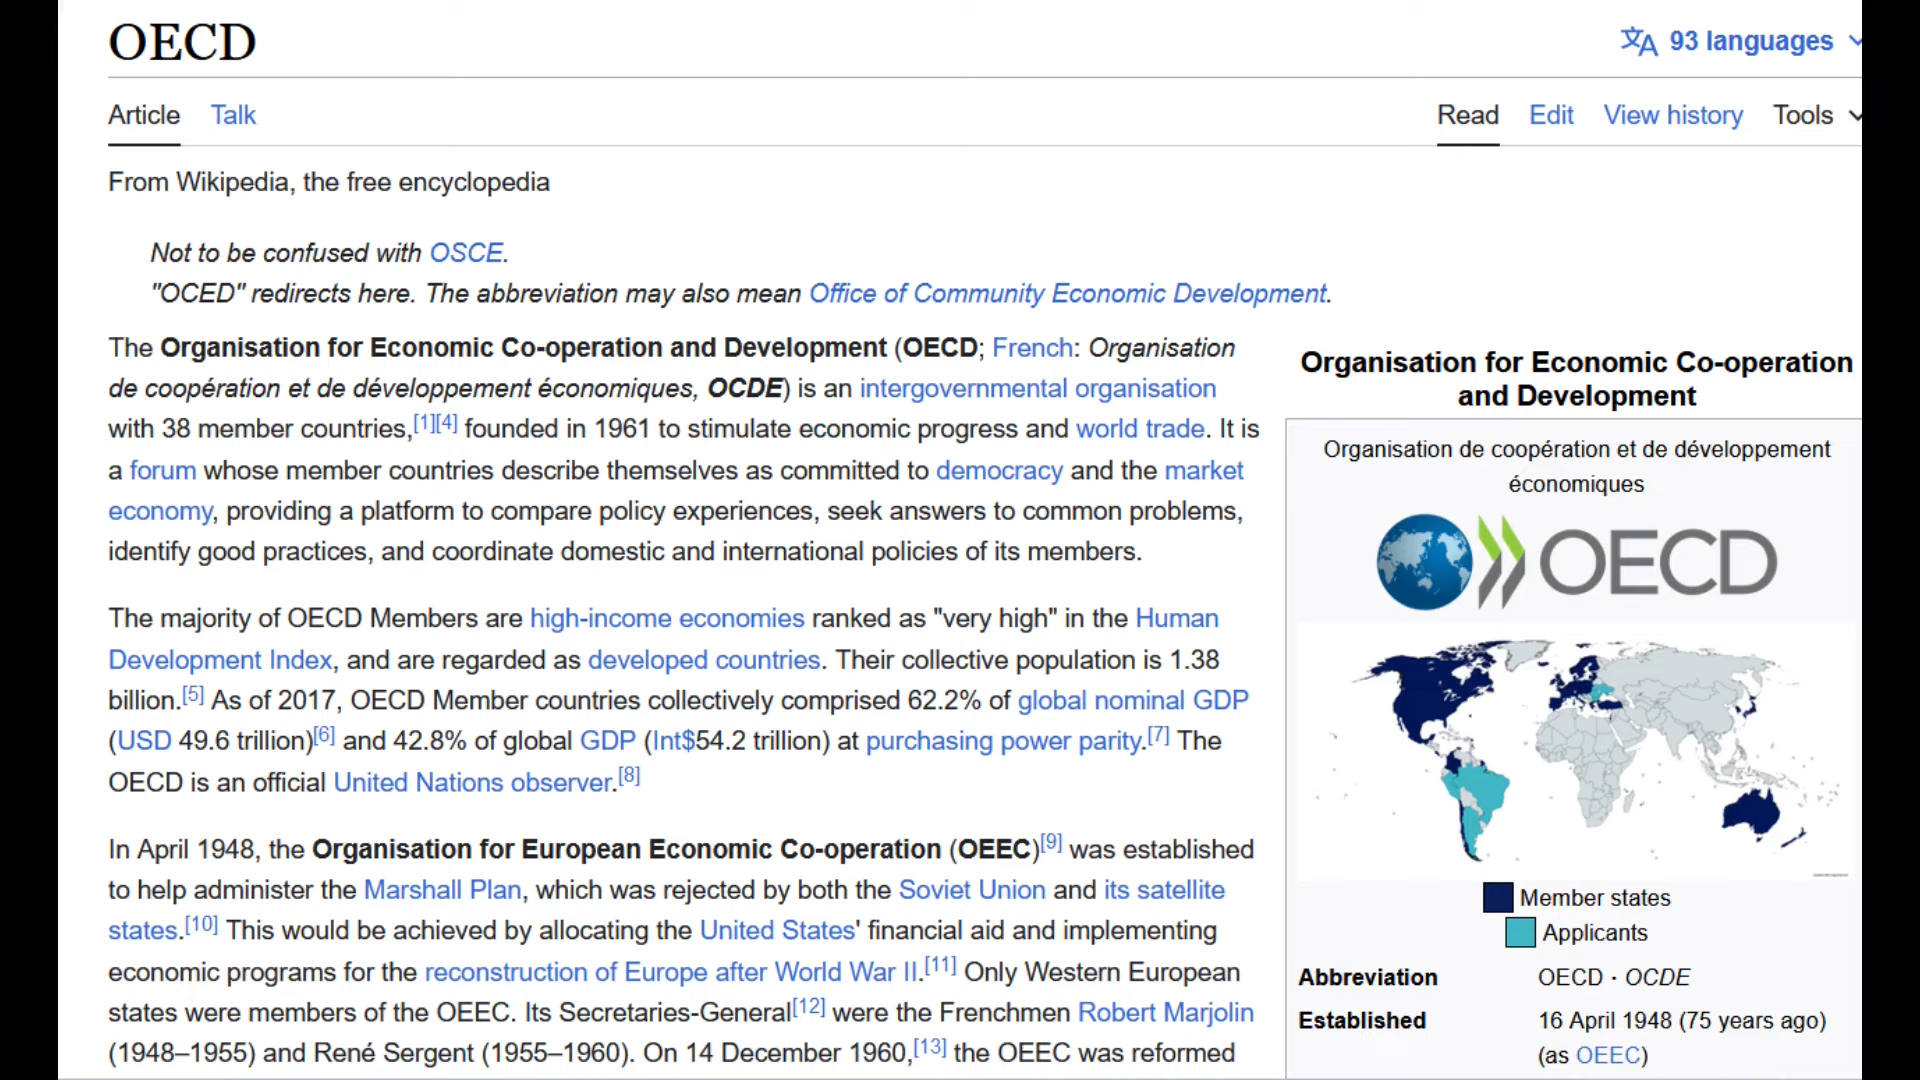 OECD
93 languages
Article Talk
Read Edit View history Tools
From Wikipedia, the free encyclopedia
Not to be confused with OSCE.
"OCED" redirects here. The abbreviation may also mean Office of Community Economic Development.
The Organisation for Economic Co-operation and Development (OECD; French: Organisation
de coopération et de développement économiques, OCDE) is an intergovernmental organisation
with 38 member countries,[1][4] founded in 1961 to stimulate economic progress and world trade. It is
a forum whose member countries describe themselves as committed to democracy and the market
economy, providing a platform to compare policy experiences, seek answers to common problems,
identify good practices, and coordinate domestic and international policies of its members.
The majority of OECD Members are high-income economies ranked as "very high" in the Human
Development Index, and are regarded as developed countries. Their collective population is 1.38
billion.[5] As of 2017, OECD Member countries collectively comprised 62.2% of global nominal GDP
(USD 49.6 trillion)[6] and 42.8% of global GDP (Int$54.2 trillion) at purchasing power parity.[7] The
OECD is an official United Nations observer.[8]
In April 1948, the Organisation for European Economic Co-operation (OEEC)[9] was established
to help administer the Marshall Plan, which was rejected by both the Soviet Union and its satellite
states.[10] This would be achieved by allocating the United States' financial aid and implementing
economic programs for the reconstruction of Europe after World War II.[11] Only Western European
states were members of the OEEC. Its Secretaries-General[12] were the Frenchmen Robert Marjolin
(1948–1955) and René Sergent (1955–1960). On 14 December 1960,[13] the OEEC was reformed
Organisation for Economic Co-operation
and Development
Organisation de coopération et de développement
économiques
OECD
Member states
Applicants
Abbreviation OECD · OCDE
Established 16 April 1948 (75 years ago)
(as OEEC)